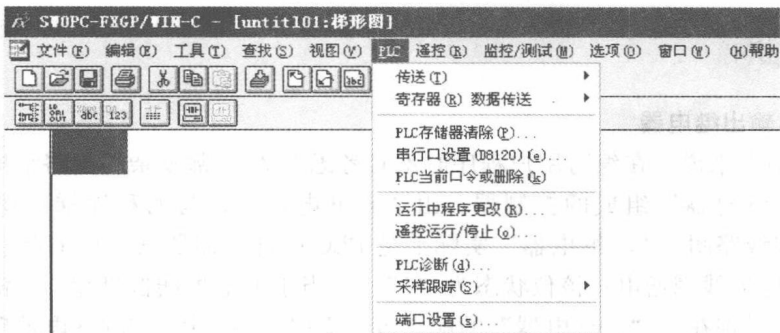 SWOPC-FXGP/WIN-C - [untitl01:梯形图]
文件(F) 编辑(E) 工具(T) 查找(S) 视图(V) PLC 遥控(R) 监控/测试(M) 选项(O) 窗口(W) (H)帮助
传送(T)
寄存器(R) 数据传送
PLC存储器清除(P)...
串行口设置(D8120)(e)...
PLC当前口令或删除(k)
运行中程序更改(R)...
遥控运行/停止(o)...
PLC诊断(d)...
采样跟踪(S)
端口设置(s)...